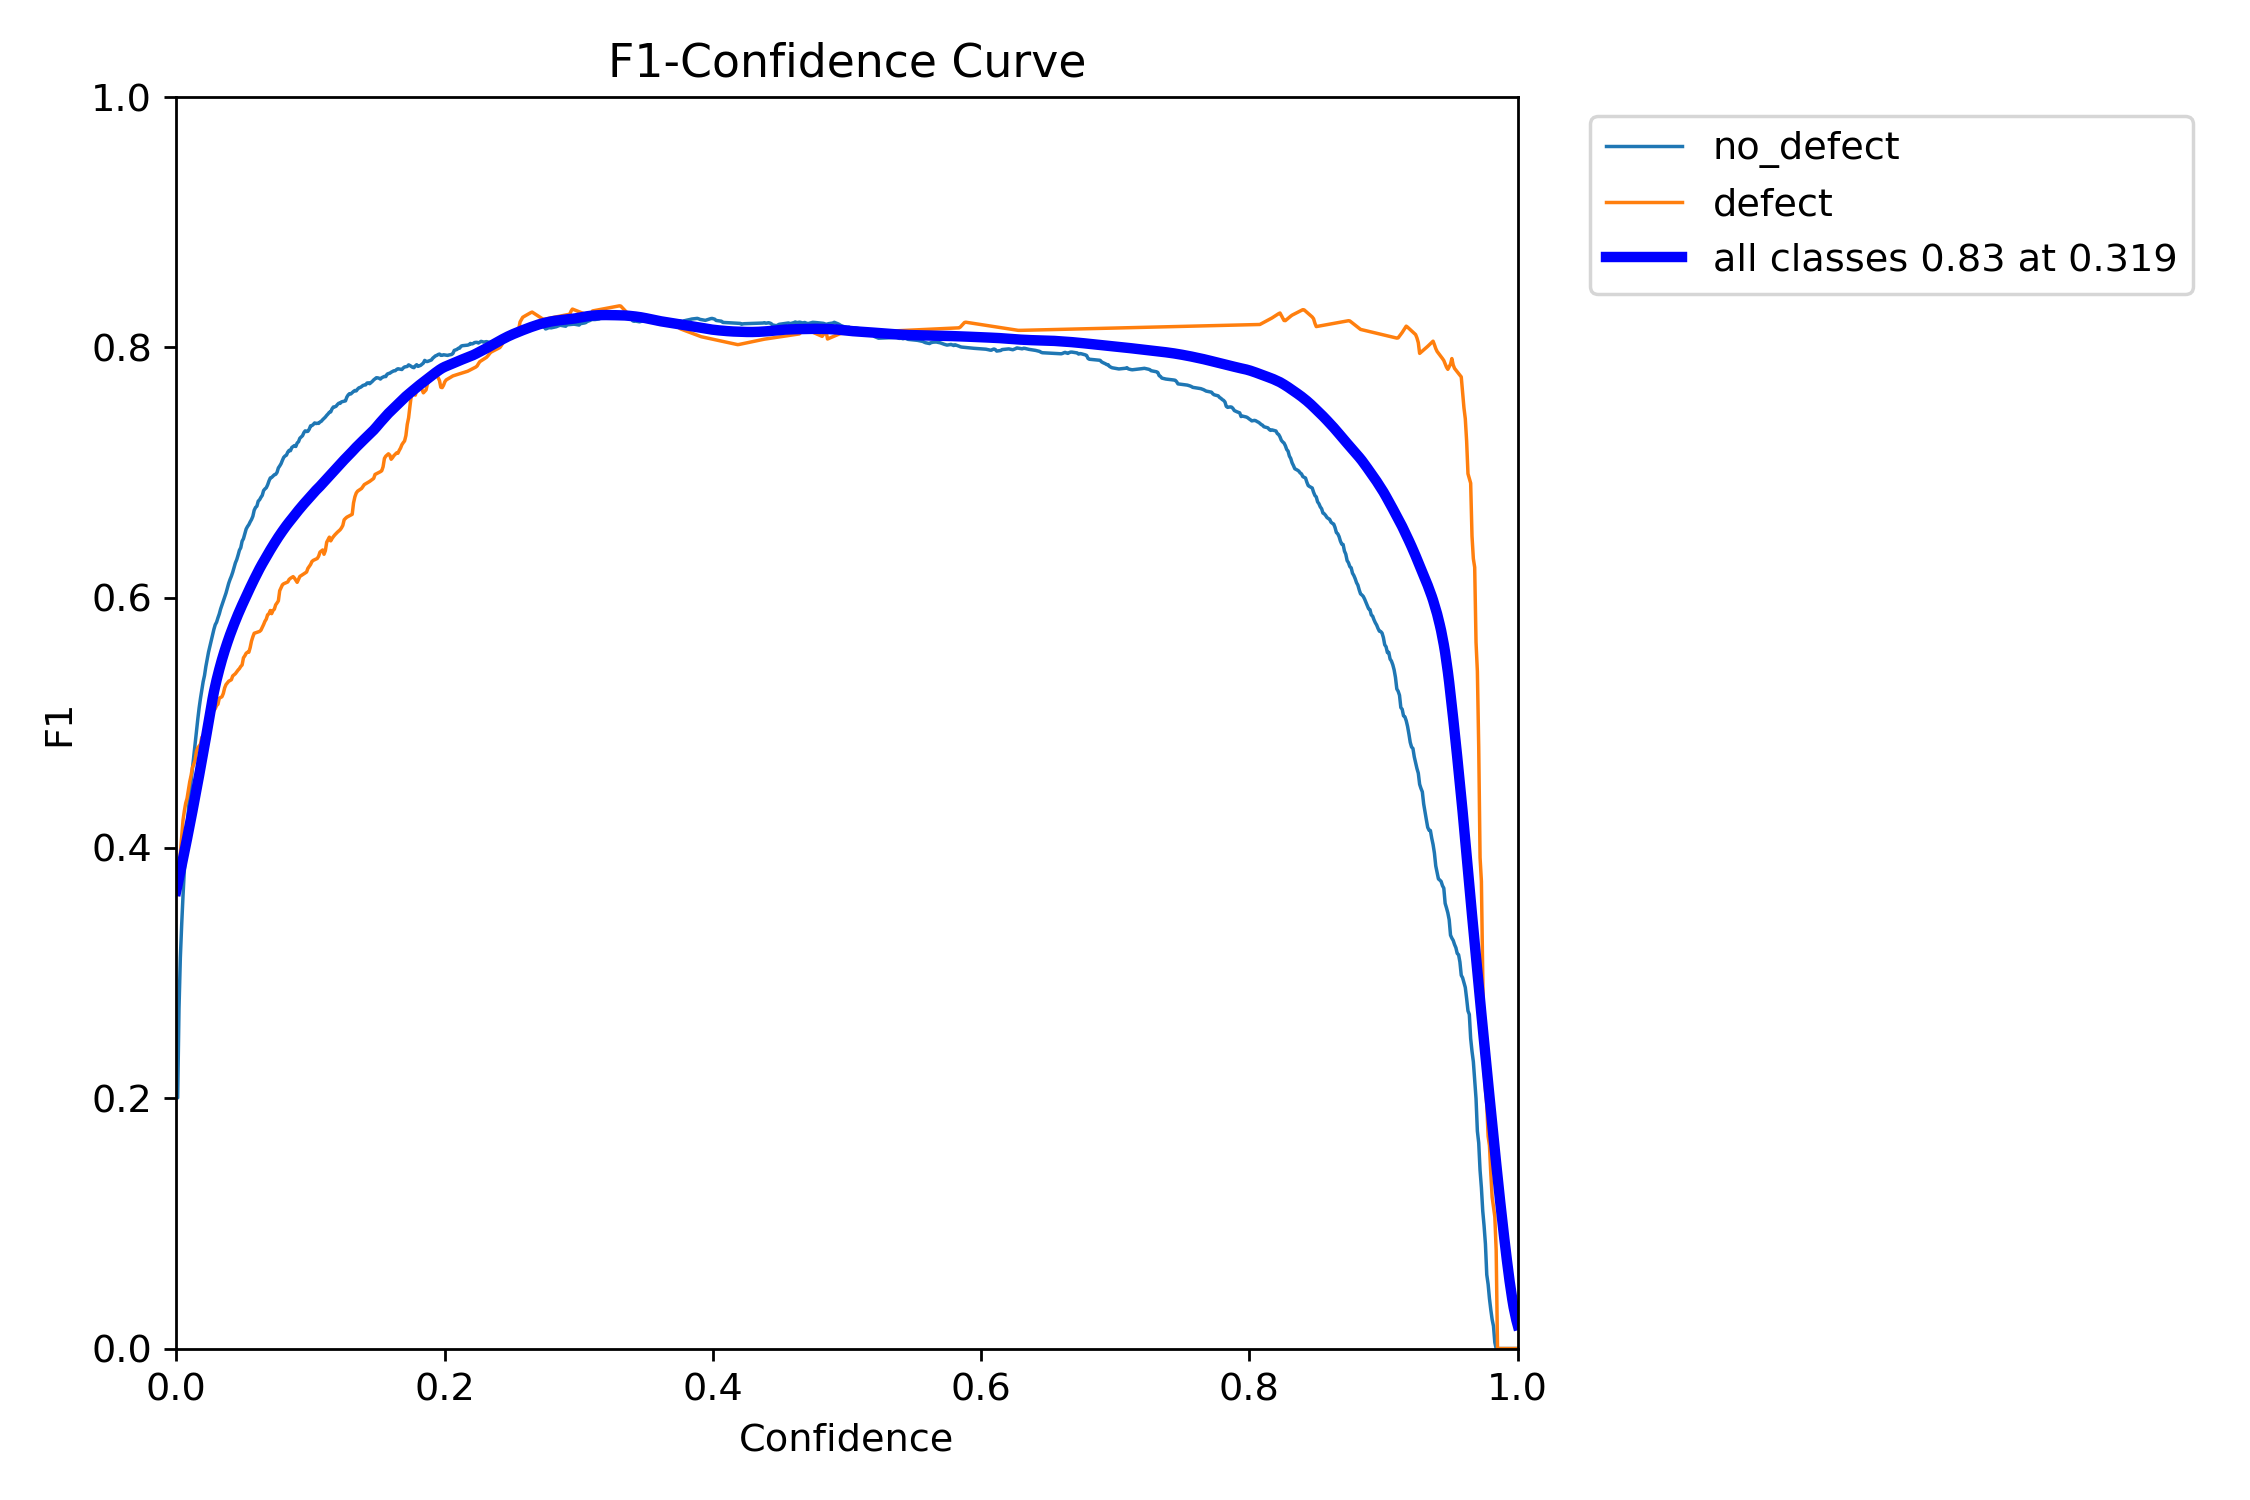 F1-Confidence Curve
no_defect
defect
all classes 0.83 at 0.319
F1
1.0
0.8
0.6
0.4
0.2
0.0
0.0 0.2 0.4 0.6 0.8 1.0
Confidence